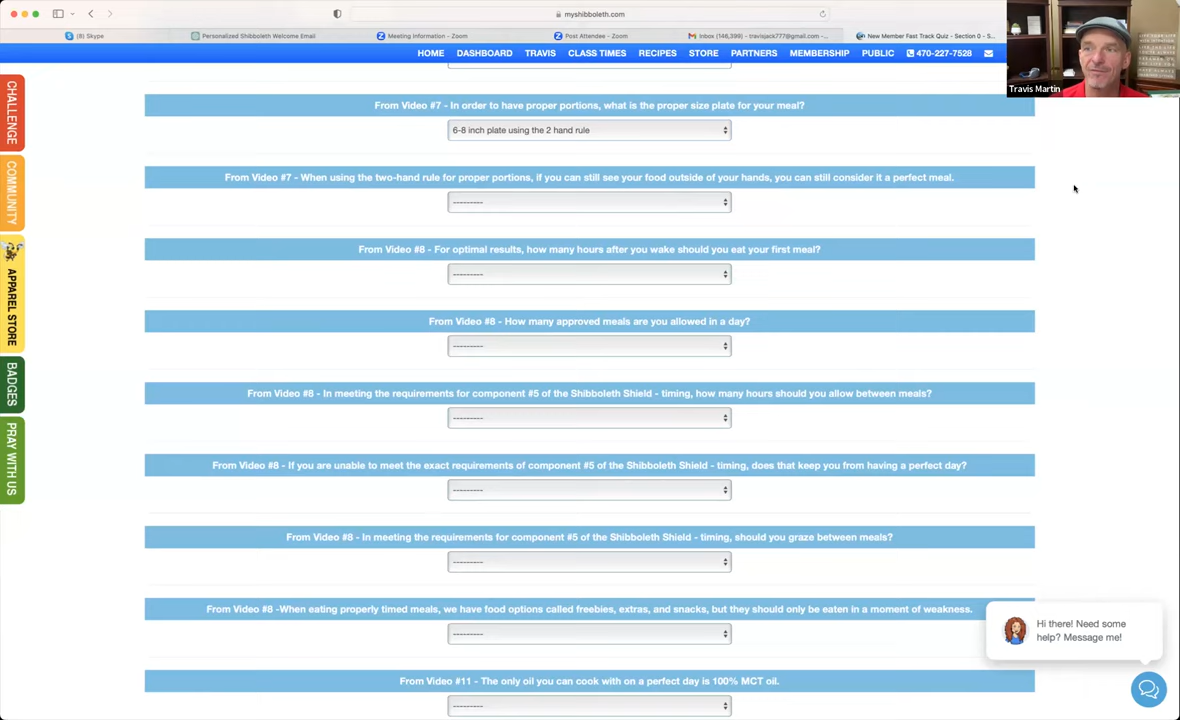 myshibboleth.com
(8) Skype
Personalized Shibboleth Welcome Email
Meeting Information - Zoom
Post Attendee - Zoom
Inbox (146,399) - travisjack777@gmail.com -...
New Member Fast Track Quiz - Section 0 - S...
HOME DASHBOARD TRAVIS CLASS TIMES RECIPES STORE PARTNERS MEMBERSHIP PUBLIC 470-227-7528
Travis Martin
CHALLENGE
COMMUNITY
APPAREL STORE
BADGES
PRAY WITH US
From Video #7 - In order to have proper portions, what is the proper size plate for your meal?
6-8 inch plate using the 2 hand rule
From Video #7 - When using the two-hand rule for proper portions, if you can still see your food outside of your hands, you can still consider it a perfect meal.
---------
From Video #8 - For optimal results, how many hours after you wake should you eat your first meal?
---------
From Video #8 - How many approved meals are you allowed in a day?
---------
From Video #8 - In meeting the requirements for component #5 of the Shibboleth Shield - timing, how many hours should you allow between meals?
---------
From Video #8 - If you are unable to meet the exact requirements of component #5 of the Shibboleth Shield - timing, does that keep you from having a perfect day?
---------
From Video #8 - In meeting the requirements for component #5 of the Shibboleth Shield - timing, should you graze between meals?
---------
From Video #8 -When eating properly timed meals, we have food options called freebies, extras, and snacks, but they should only be eaten in a moment of weakness.
---------
Hi there! Need some
help? Message me!
From Video #11 - The only oil you can cook with on a perfect day is 100% MCT oil.
---------